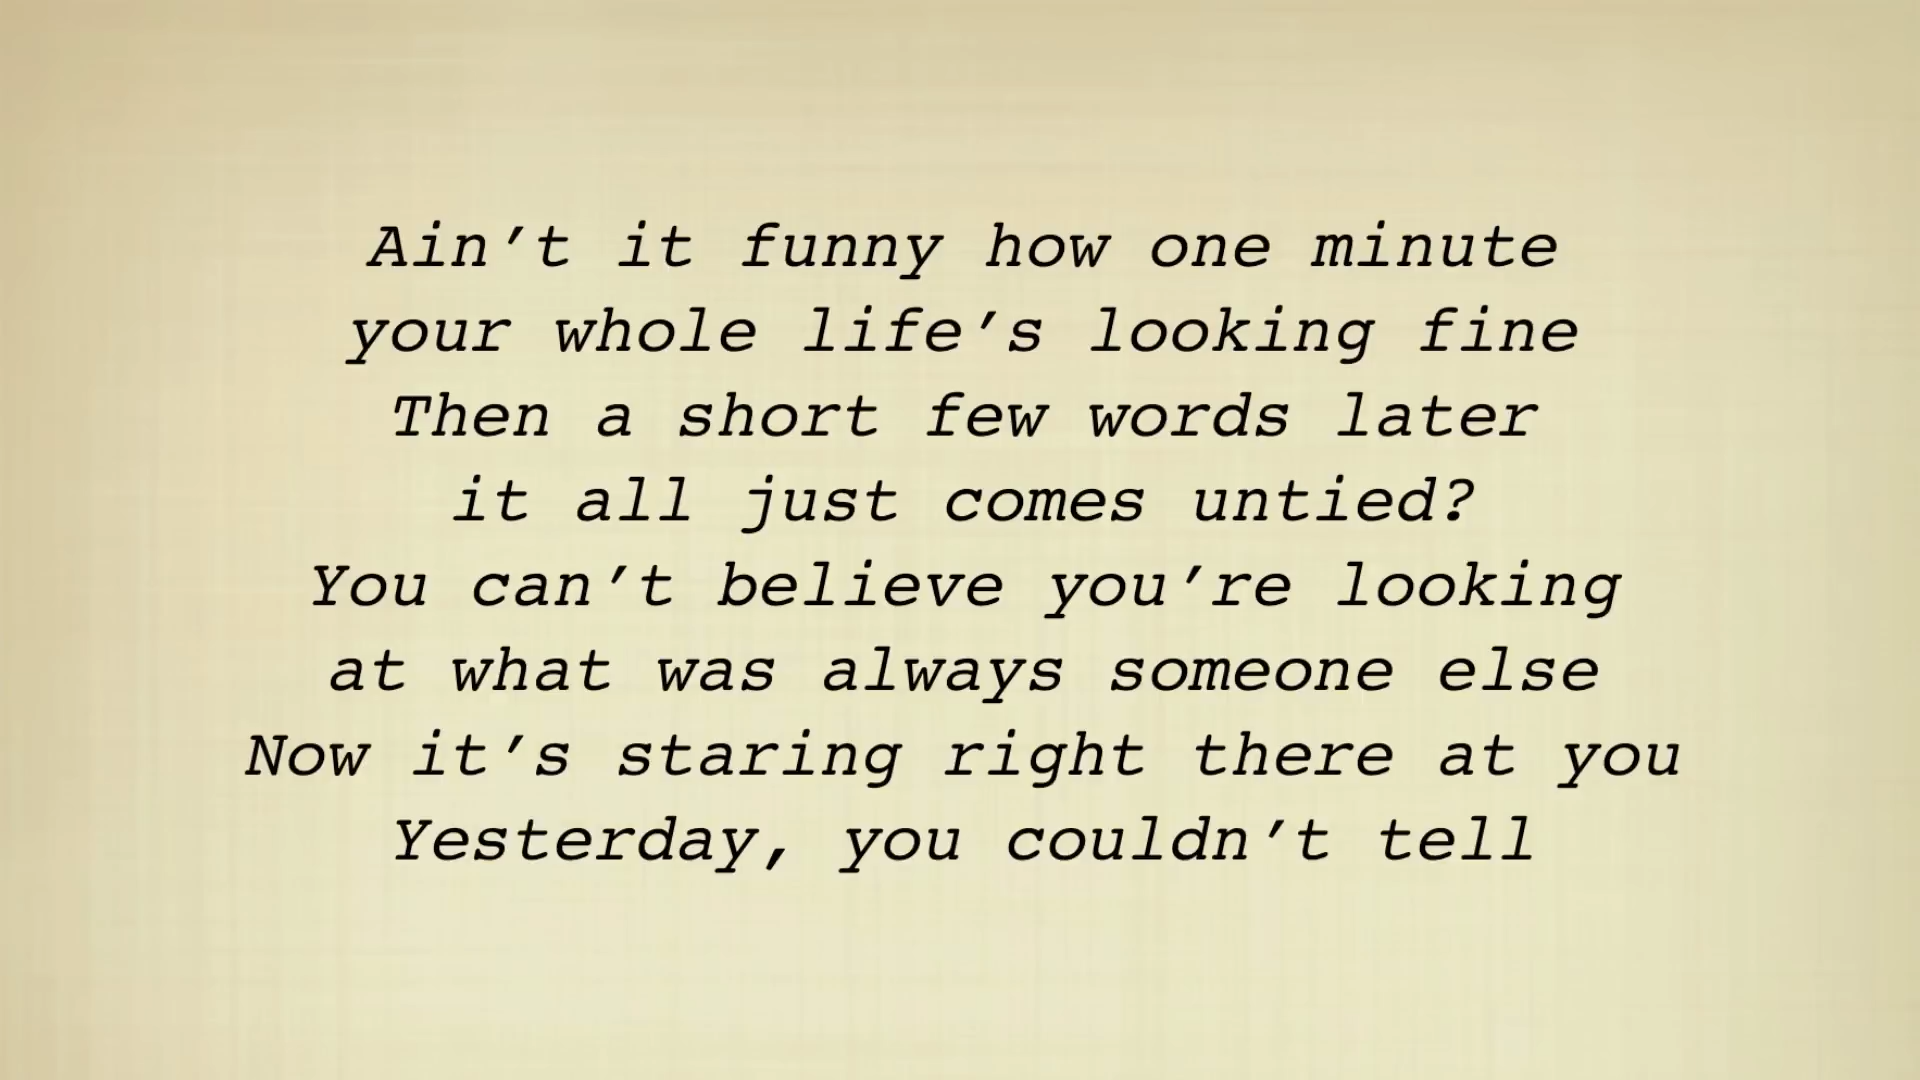 Ain’t it funny how one minute
your whole life’s looking fine
Then a short few words later
it all just comes untied?
You can’t believe you’re looking
at what was always someone else
Now it’s staring right there at you
Yesterday, you couldn’t tell